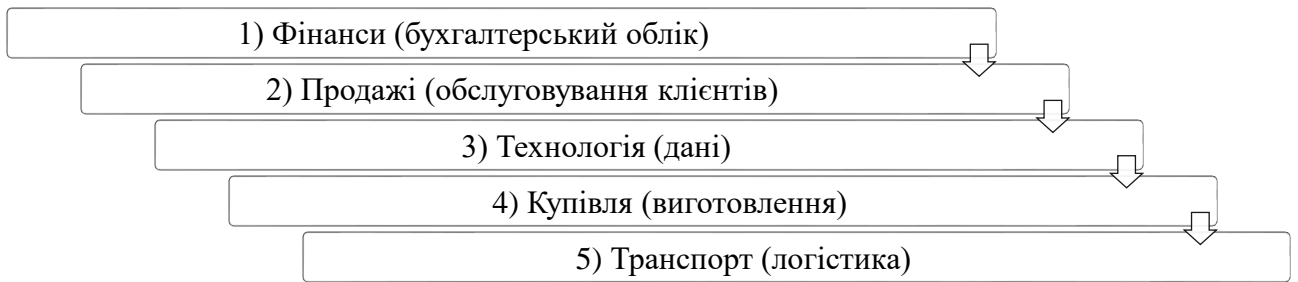 1) Фінанси (бухгалтерський облік)
2) Продажі (обслуговування клієнтів)
3) Технологія (дані)
4) Купівля (виготовлення)
5) Транспорт (логістика)